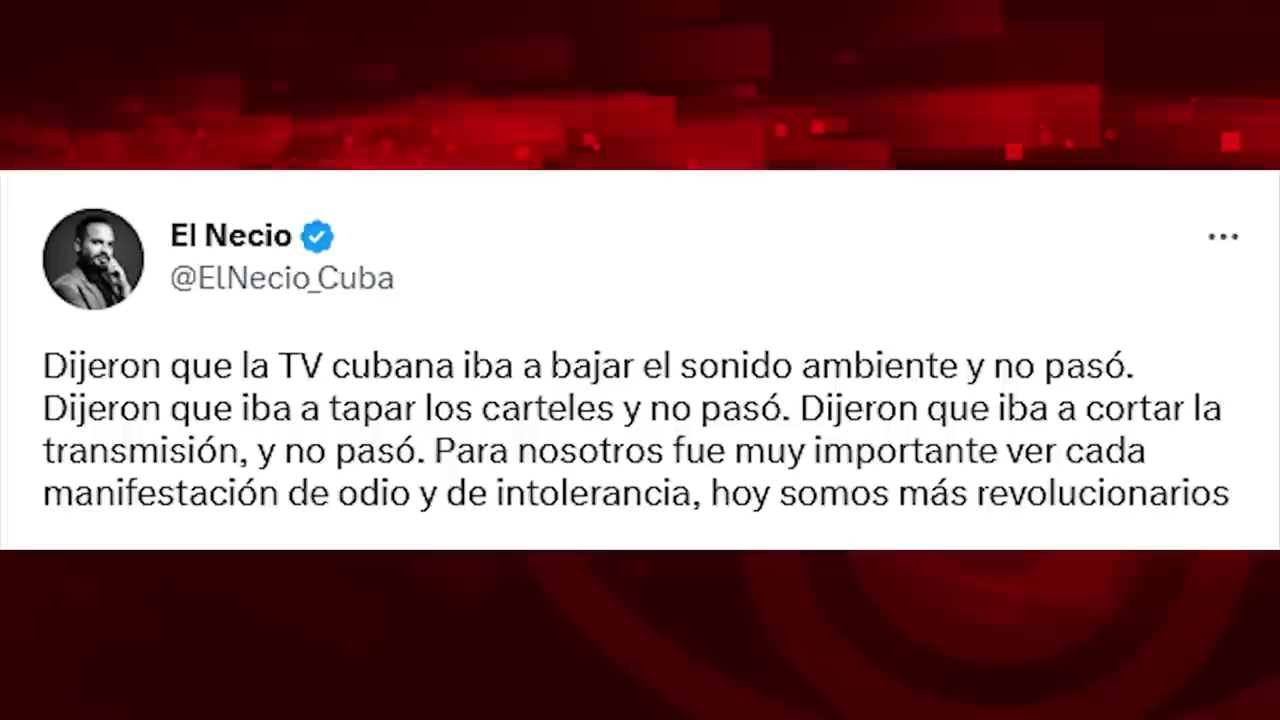 El Necio
@ElNecio_Cuba
Dijeron que la TV cubana iba a bajar el sonido ambiente y no pasó.
Dijeron que iba a tapar los carteles y no pasó. Dijeron que iba a cortar la
transmisión, y no pasó. Para nosotros fue muy importante ver cada
manifestación de odio y de intolerancia, hoy somos más revolucionarios